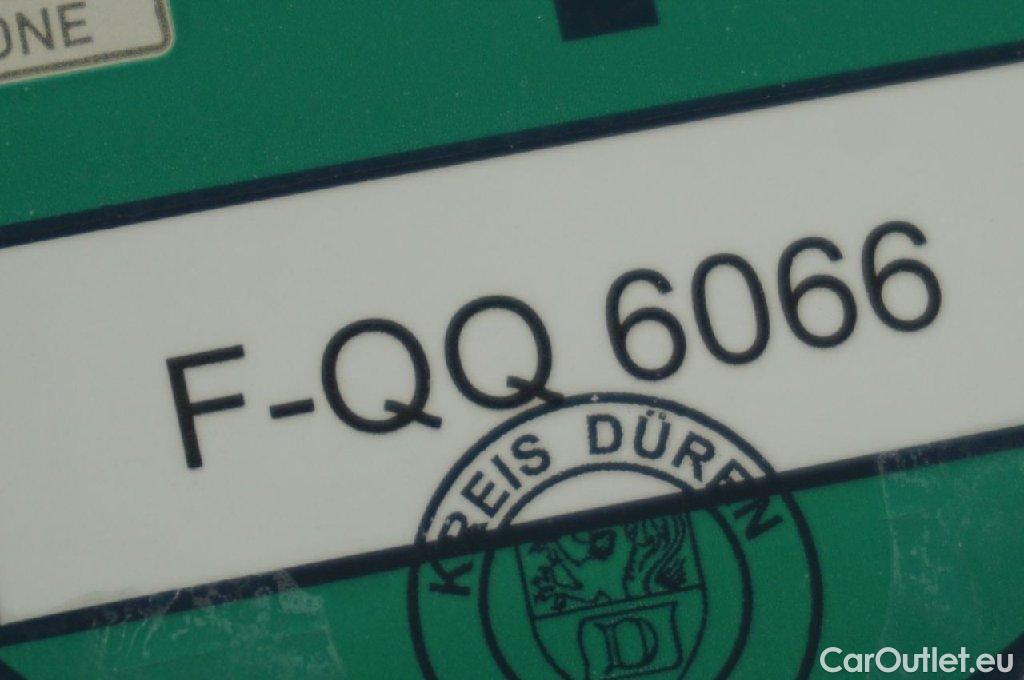 ONE
F-QQ 6066
KREIS DÜREN
D
CarOutlet.eu